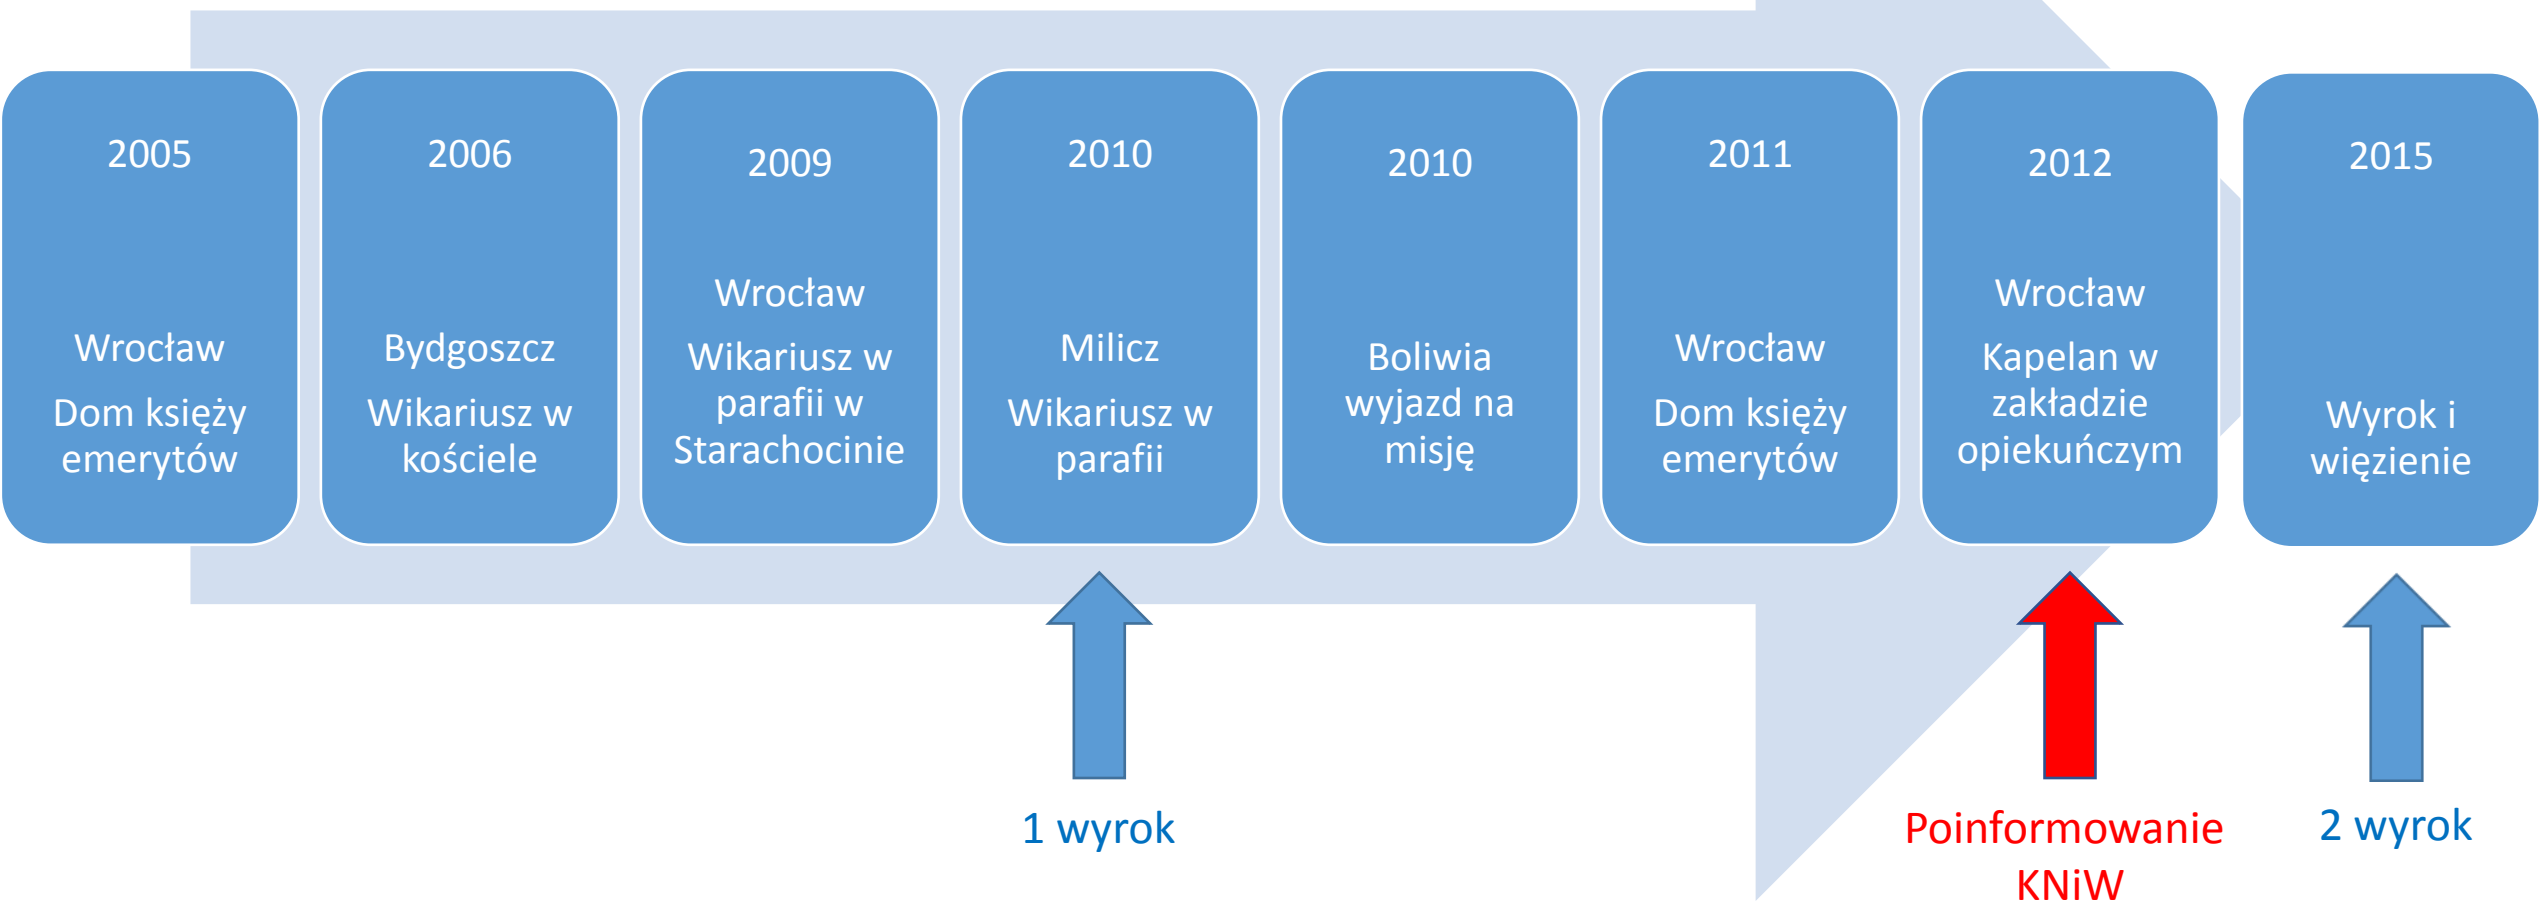 2005
Wrocław
Dom księży
emerytów
2006
Bydgoszcz
Wikariusz w
kościele
2009
Wrocław
Wikariusz w
parafii w
Starachocinie
2010
Milicz
Wikariusz w
parafii
2010
Boliwia
wyjazd na
misję
2011
Wrocław
Dom księży
emerytów
2012
Wrocław
Kapelan w
zakładzie
opiekuńczym
2015
Wyrok i
więzienie
1 wyrok
Poinformowanie
KNiW
2 wyrok